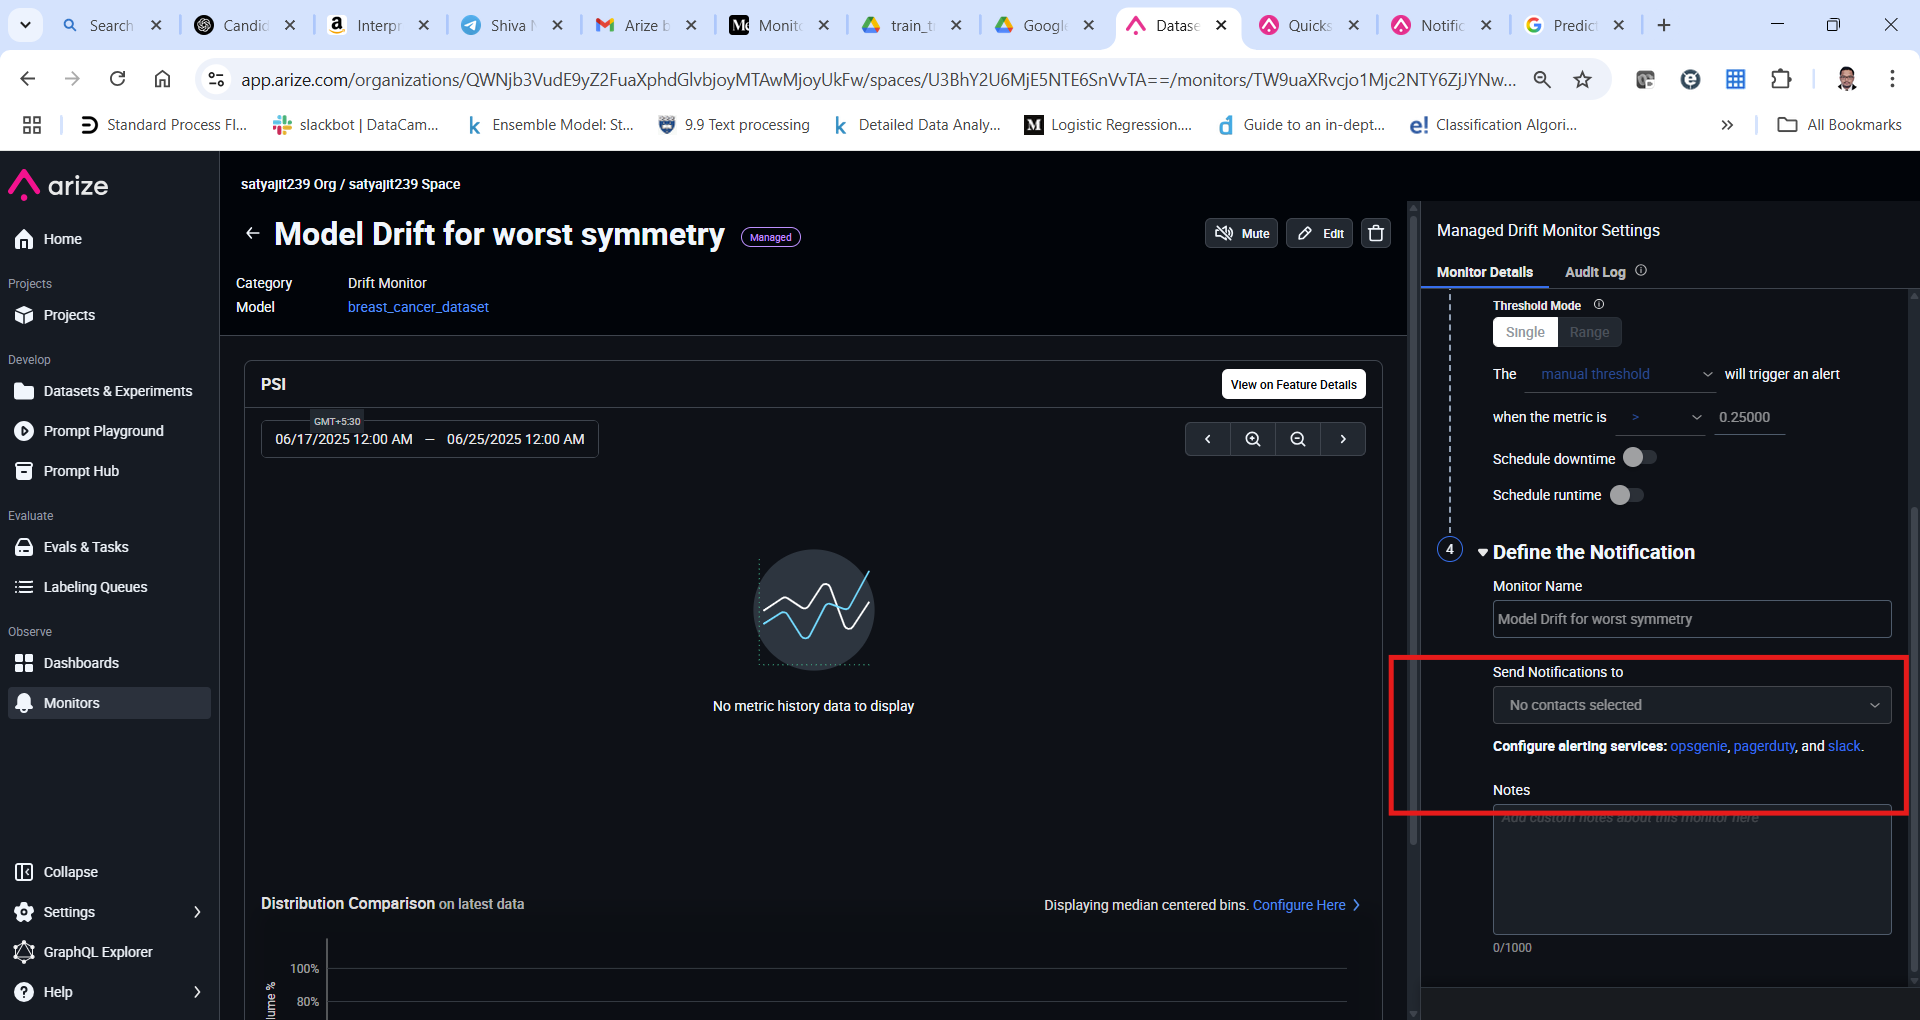 Search
Candid
Interpr
Shiva
Arize b
Monito
train_t
Google
Datase
Quicks
Notific
Predict
app.arize.com/organizations/QWNjb3VudE9yZ2FuaXphdGlvbjoyMTAwMjoyUkFw/spaces/U3BhY2U6MjE5NTE6SnVvTA==/monitors/TW9uaXRvcjo1Mjc2NTY6ZjJYNw...
Standard Process Fl...
slackbot | DataCam...
Ensemble Model: St...
9.9 Text processing
Detailed Data Analy...
Logistic Regression....
Guide to an in-dept...
Classification Algori...
All Bookmarks
arize
Home
Projects
Projects
Develop
Datasets & Experiments
Prompt Playground
Prompt Hub
Evaluate
Evals & Tasks
Labeling Queues
Observe
Dashboards
Monitors
Collapse
Settings
GraphQL Explorer
Help
satyajit239 Org / satyajit239 Space
Model Drift for worst symmetry Managed
Mute
Edit
Category Drift Monitor
Model breast_cancer_dataset
PSI
View on Feature Details
GMT+5:30
06/17/2025 12:00 AM – 06/25/2025 12:00 AM
No metric history data to display
Distribution Comparison on latest data
Displaying median centered bins. Configure Here
100%
80%
Managed Drift Monitor Settings
Monitor Details Audit Log
Threshold Mode
Single Range
The manual threshold will trigger an alert
when the metric is > 0.25000
Schedule downtime
Schedule runtime
4 Define the Notification
Monitor Name
Model Drift for worst symmetry
Send Notifications to
No contacts selected
Configure alerting services: opsgenie, pagerduty, and slack.
Notes
Add custom notes about this monitor here
0/1000